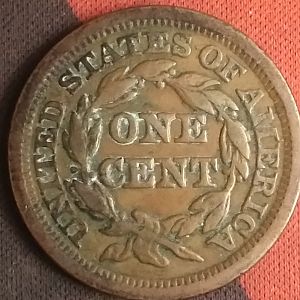 UNITED STATES OF AMERICA
ONE
CENT